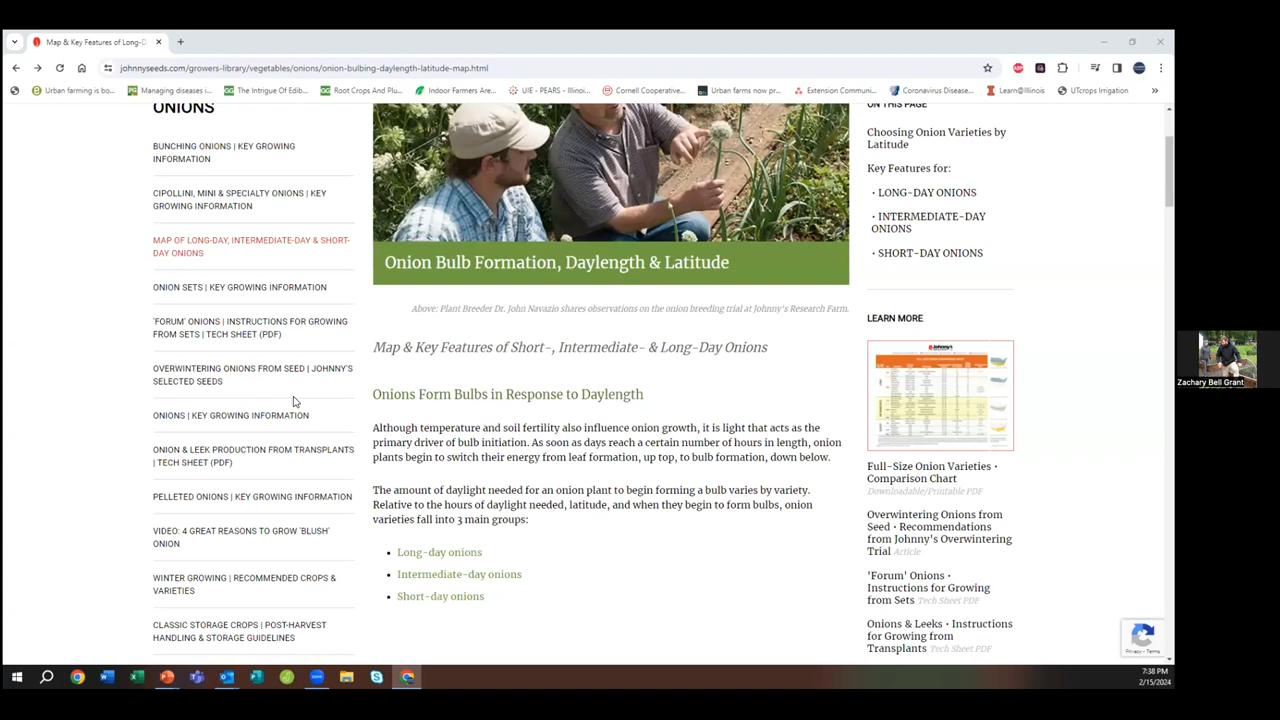 Map & Key Features of Long-D
johnnyseeds.com/growers-library/vegetables/onions/onion-bulbing-daylength-latitude-map.html
Urban farming is bo...
Managing diseases i...
The Intrigue Of Edib...
Root Crops And Plu...
Indoor Farmers Are...
UIE - PEARS – Illinoi...
Cornell Cooperative...
Urban farms now pr...
Extension Communi...
Coronavirus Disease...
Learn@Illinois
UTcrops Irrigation
ONIONS
BUNCHING ONIONS | KEY GROWING
INFORMATION
CIPOLLINI, MINI & SPECIALTY ONIONS | KEY
GROWING INFORMATION
MAP OF LONG-DAY, INTERMEDIATE-DAY & SHORT-
DAY ONIONS
ONION SETS | KEY GROWING INFORMATION
'FORUM' ONIONS | INSTRUCTIONS FOR GROWING
FROM SETS | TECH SHEET (PDF)
OVERWINTERING ONIONS FROM SEED | JOHNNY'S
SELECTED SEEDS
ONIONS | KEY GROWING INFORMATION
ONION & LEEK PRODUCTION FROM TRANSPLANTS
| TECH SHEET (PDF)
PELLETED ONIONS | KEY GROWING INFORMATION
VIDEO: 4 GREAT REASONS TO GROW 'BLUSH'
ONION
WINTER GROWING | RECOMMENDED CROPS &
VARIETIES
CLASSIC STORAGE CROPS | POST-HARVEST
HANDLING & STORAGE GUIDELINES
Onion Bulb Formation, Daylength & Latitude
Above: Plant Breeder Dr. John Navazio shares observations on the onion breeding trial at Johnny's Research Farm.
Map & Key Features of Short-, Intermediate- & Long-Day Onions
Onions Form Bulbs in Response to Daylength
Although temperature and soil fertility also influence onion growth, it is light that acts as the
primary driver of bulb initiation. As soon as days reach a certain number of hours in length, onion
plants begin to switch their energy from leaf formation, up top, to bulb formation, down below.
The amount of daylight needed for an onion plant to begin forming a bulb varies by variety.
Relative to the hours of daylight needed, latitude, and when they begin to form bulbs, onion
varieties fall into 3 main groups:
• Long-day onions
• Intermediate-day onions
• Short-day onions
ON THIS PAGE
Choosing Onion Varieties by
Latitude
Key Features for:
• LONG-DAY ONIONS
• INTERMEDIATE-DAY
ONIONS
• SHORT-DAY ONIONS
LEARN MORE
Full-Size Onion Varieties •
Comparison Chart
Downloadable/Printable PDF
Overwintering Onions from
Seed • Recommendations
from Johnny's Overwintering
Trial Article
'Forum' Onions •
Instructions for Growing
from Sets Tech Sheet PDF
Onions & Leeks • Instructions
for Growing from
Transplants Tech Sheet PDF
Privacy - Terms
Zachary Bell Grant
7:38 PM
2/15/2024